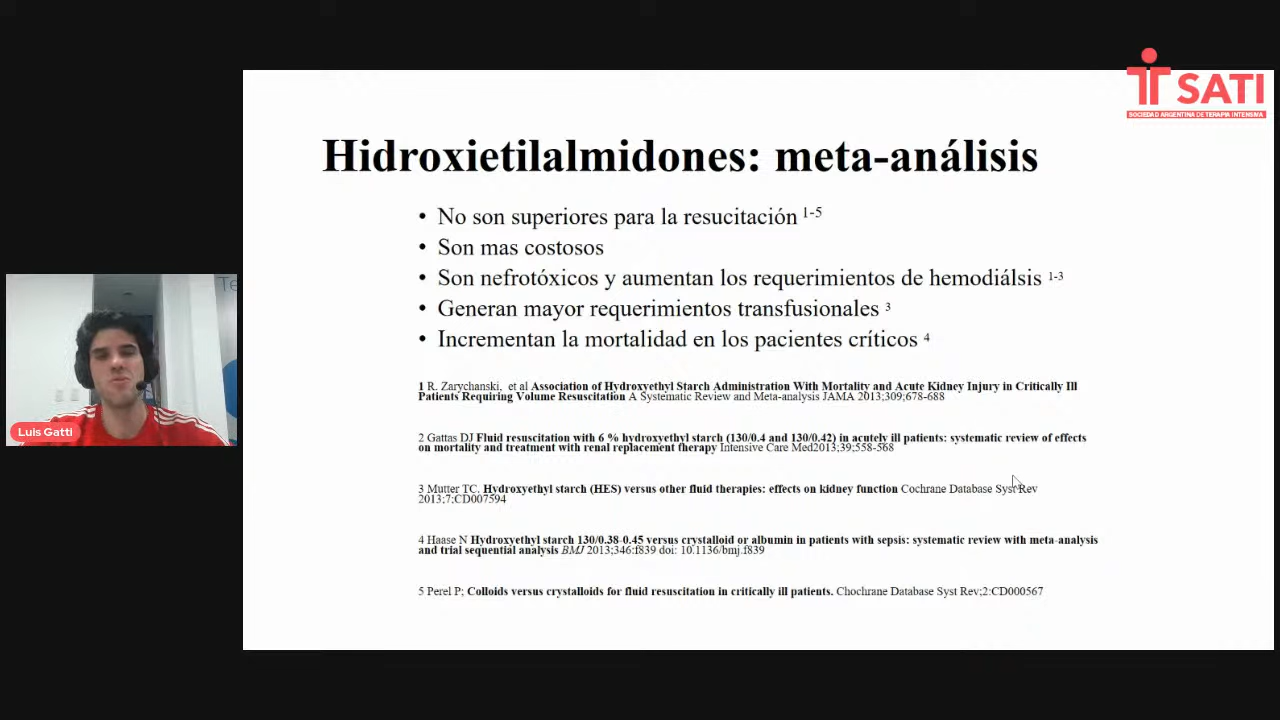 SATI
SOCIEDAD ARGENTINA DE TERAPIA INTENSIVA
Hidroxietilalmidones: meta-análisis
• No son superiores para la resucitación 1-5
• Son mas costosos
• Son nefrotóxicos y aumentan los requerimientos de hemodiálsis 1-3
• Generan mayor requerimientos transfusionales 3
• Incrementan la mortalidad en los pacientes críticos 4
1 R. Zarychanski, et al Association of Hydroxyethyl Starch Administration With Mortality and Acute Kidney Injury in Critically Ill
Patients Requiring Volume Resuscitation A Systematic Review and Meta-analysis JAMA 2013;309;678-688
2 Gattas DJ Fluid resuscitation with 6 % hydroxyethyl starch (130/0.4 and 130/0.42) in acutely ill patients: systematic review of effects
on mortality and treatment with renal replacement therapy Intensive Care Med2013;39;558-568
3 Mutter TC. Hydroxyethyl starch (HES) versus other fluid therapies: effects on kidney function Cochrane Database Syst Rev
2013;7;CD007594
4 Haase N Hydroxyethyl starch 130/0.38-0.45 versus crystalloid or albumin in patients with sepsis: systematic review with meta-analysis
and trial sequential analysis BMJ 2013;346:f839 doi: 10.1136/bmj.f839
5 Perel P; Colloids versus crystalloids for fluid resuscitation in critically ill patients. Chochrane Database Syst Rev;2:CD000567
Te
Luis Gatti